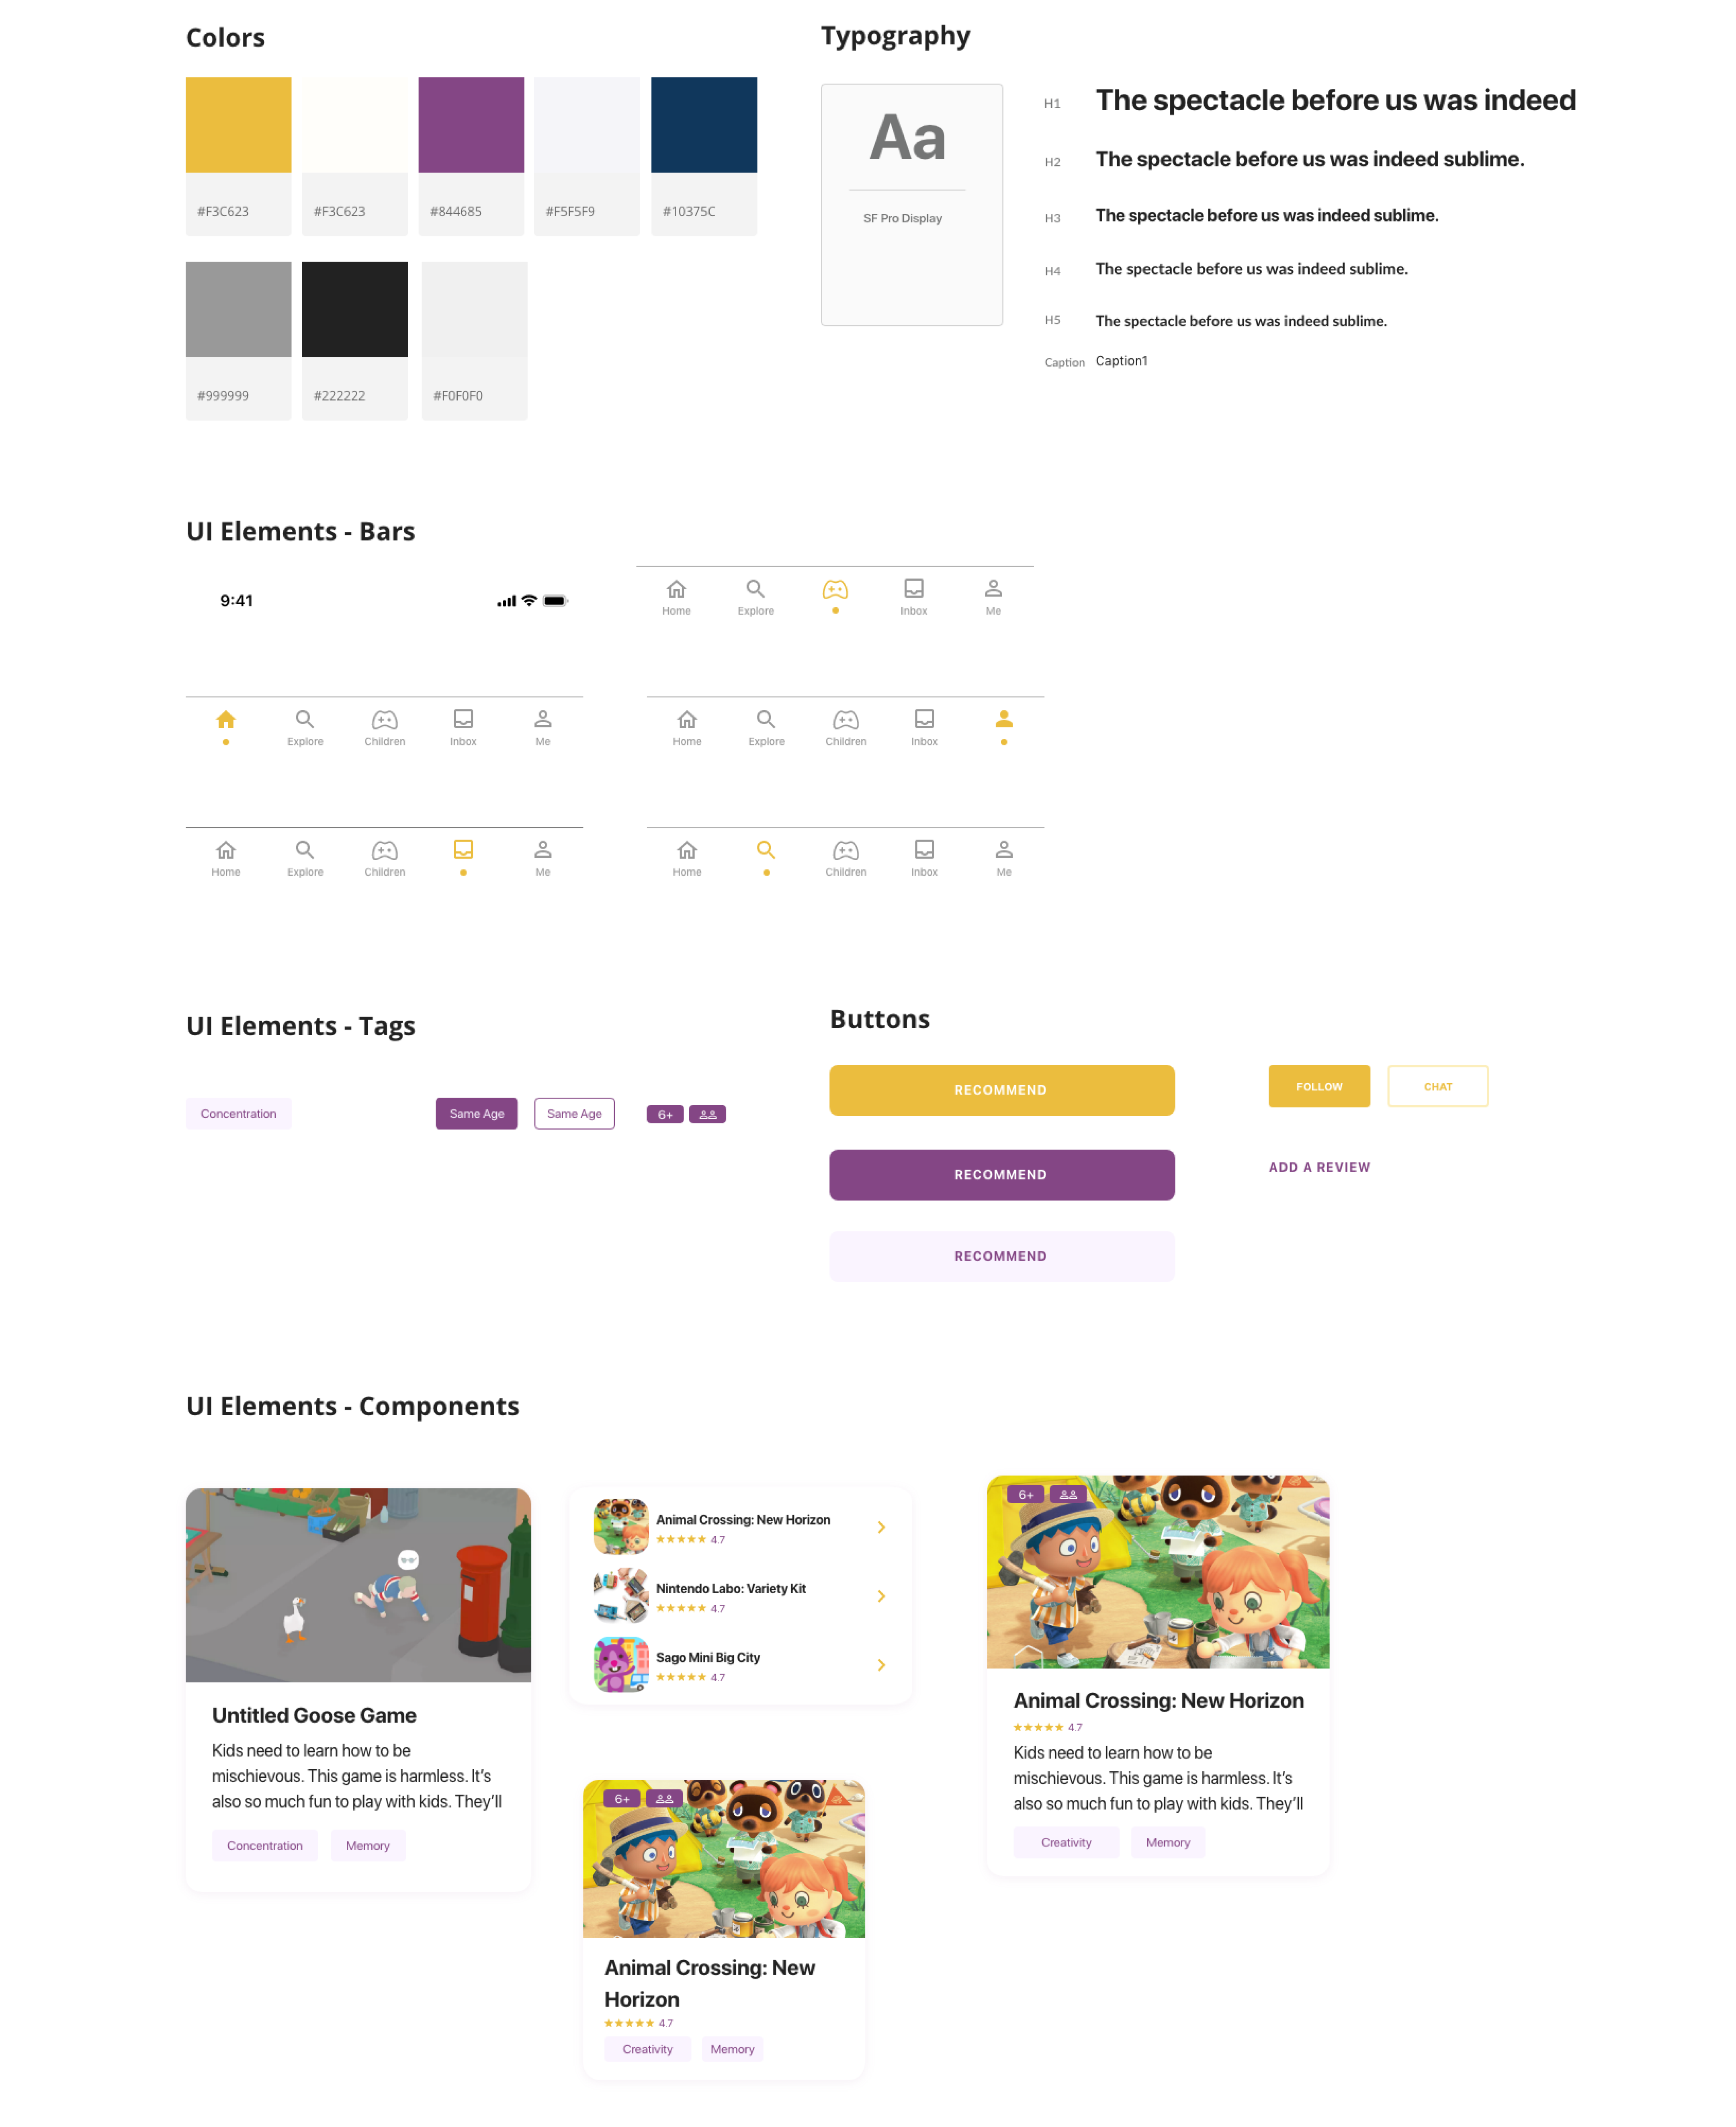 Colors
#F3C623
#F3C623
#844685
#F5F5F9
#10375C
#999999
#222222
#F0F0F0
Typography
Aa
SF Pro Display
H1 The spectacle before us was indeed
H2 The spectacle before us was indeed sublime.
H3 The spectacle before us was indeed sublime.
H4 The spectacle before us was indeed sublime.
H5 The spectacle before us was indeed sublime.
Caption Caption1
UI Elements - Bars
9:41
Home Explore Inbox Me
Explore Children Inbox Me
Home Explore Children Inbox
Home Explore Children Me
Home Children Inbox Me
UI Elements - Tags
Concentration
Same Age
Same Age
6+
Buttons
RECOMMEND
RECOMMEND
RECOMMEND
FOLLOW
CHAT
ADD A REVIEW
UI Elements - Components
Untitled Goose Game
Kids need to learn how to be
mischievous. This game is harmless. It’s
also so much fun to play with kids. They’ll
Concentration
Memory
Animal Crossing: New Horizon
4.7
Nintendo Labo: Variety Kit
4.7
Sago Mini Big City
4.7
6+
Animal Crossing: New
Horizon
4.7
Creativity
Memory
6+
Animal Crossing: New Horizon
4.7
Kids need to learn how to be
mischievous. This game is harmless. It’s
also so much fun to play with kids. They’ll
Creativity
Memory